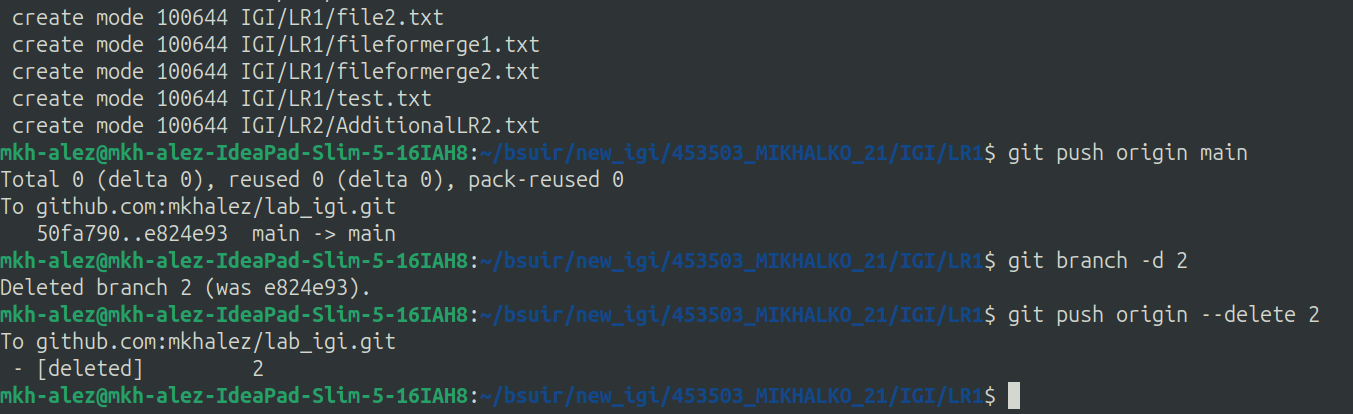 create mode 100644 IGI/LR1/file2.txt
create mode 100644 IGI/LR1/fileformerge1.txt
create mode 100644 IGI/LR1/fileformerge2.txt
create mode 100644 IGI/LR1/test.txt
create mode 100644 IGI/LR2/AdditionalLR2.txt
mkh-alez@mkh-alez-IdeaPad-Slim-5-16IAH8:~/bsuir/new_igi/453503_MIKHALKO_21/IGI/LR1$ git push origin main
Total 0 (delta 0), reused 0 (delta 0), pack-reused 0
To github.com:mkhalez/lab_igi.git
   50fa790..e824e93  main -> main
mkh-alez@mkh-alez-IdeaPad-Slim-5-16IAH8:~/bsuir/new_igi/453503_MIKHALKO_21/IGI/LR1$ git branch -d 2
Deleted branch 2 (was e824e93).
mkh-alez@mkh-alez-IdeaPad-Slim-5-16IAH8:~/bsuir/new_igi/453503_MIKHALKO_21/IGI/LR1$ git push origin --delete 2
To github.com:mkhalez/lab_igi.git
 - [deleted]         2
mkh-alez@mkh-alez-IdeaPad-Slim-5-16IAH8:~/bsuir/new_igi/453503_MIKHALKO_21/IGI/LR1$